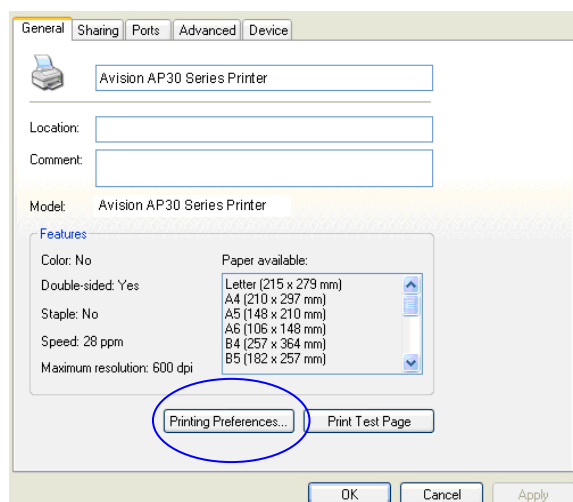 General Sharing Ports Advanced Device
Avision AP30 Series Printer
Location:
Comment:
Model: Avision AP30 Series Printer
Features
Color: No
Double-sided: Yes
Staple: No
Speed: 28 ppm
Maximum resolution: 600 dpi
Paper available:
Letter (215 x 279 mm)
A4 (210 x 297 mm)
A5 (148 x 210 mm)
A6 (106 x 148 mm)
B4 (257 x 364 mm)
B5 (182 x 257 mm)
Printing Preferences... Print Test Page
OK Cancel Apply